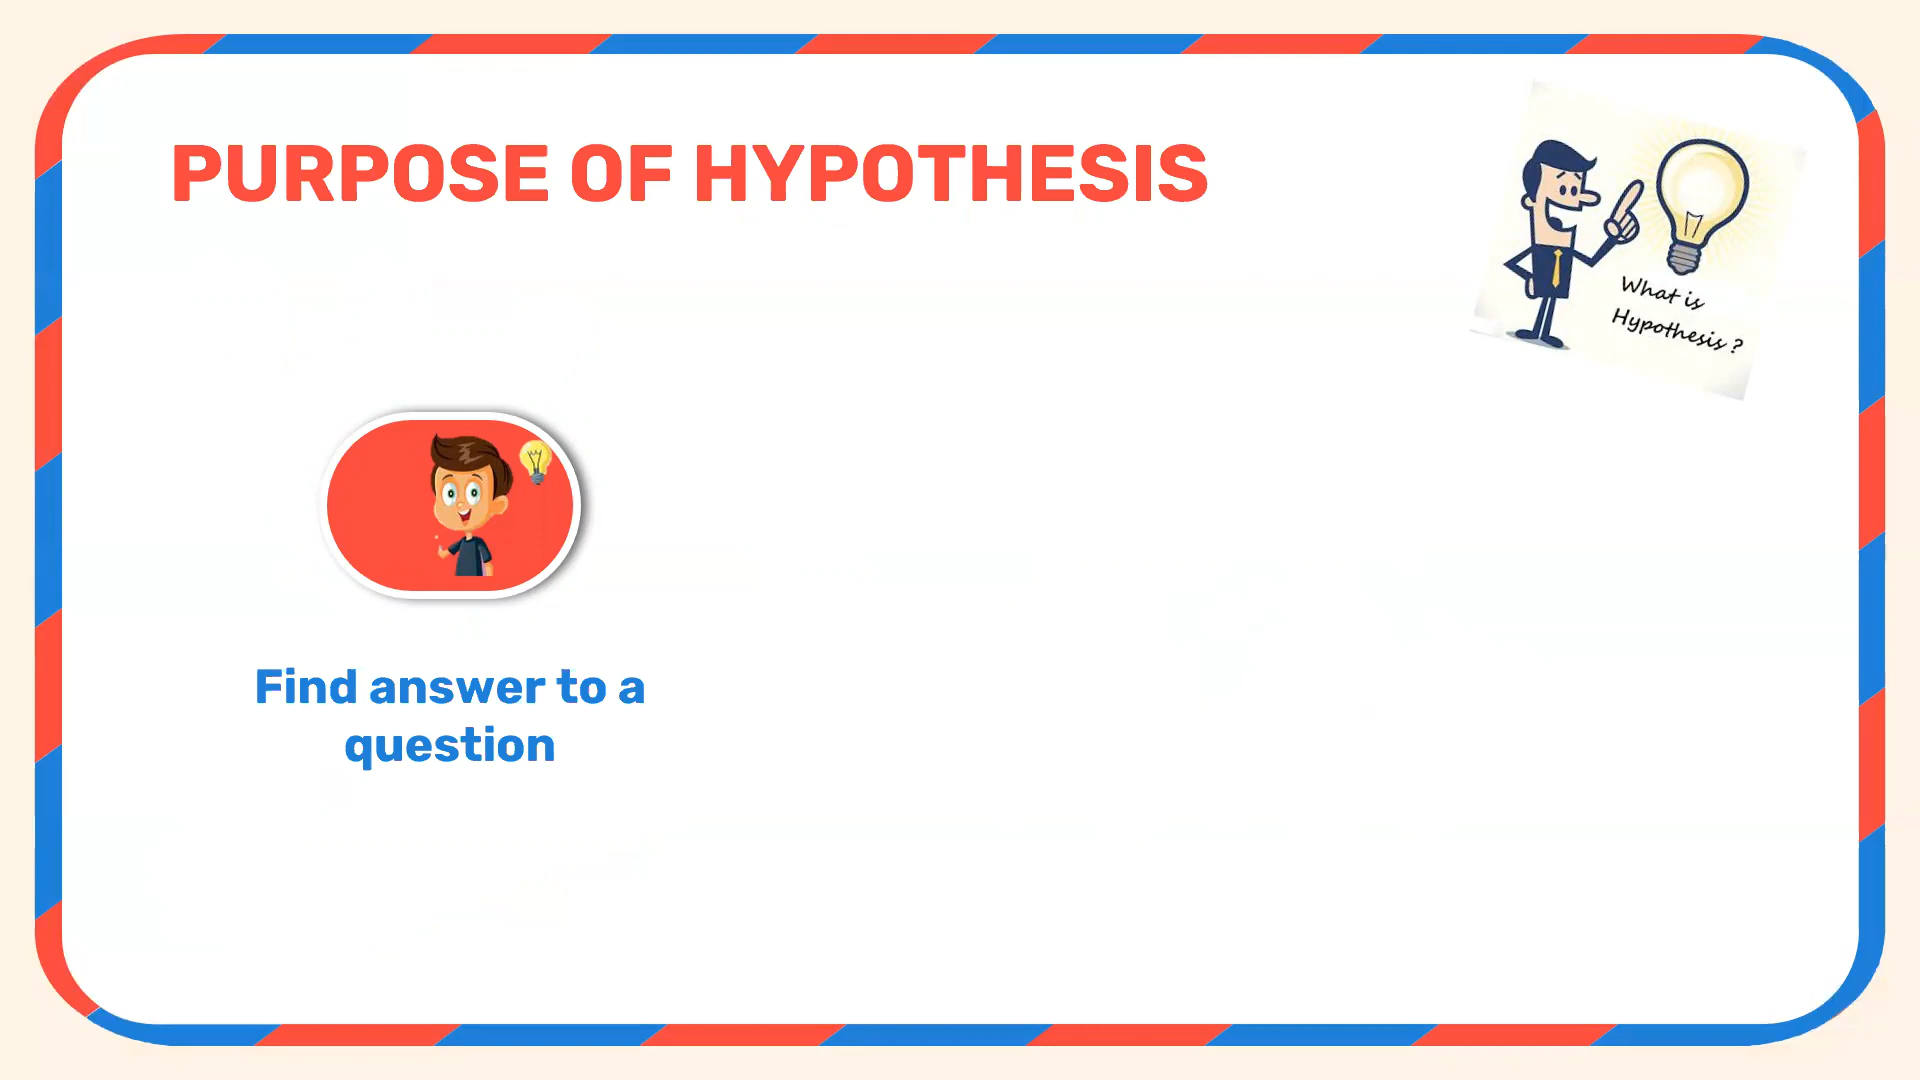 PURPOSE OF HYPOTHESIS
What is
Hypothesis ?
Find answer to a
question